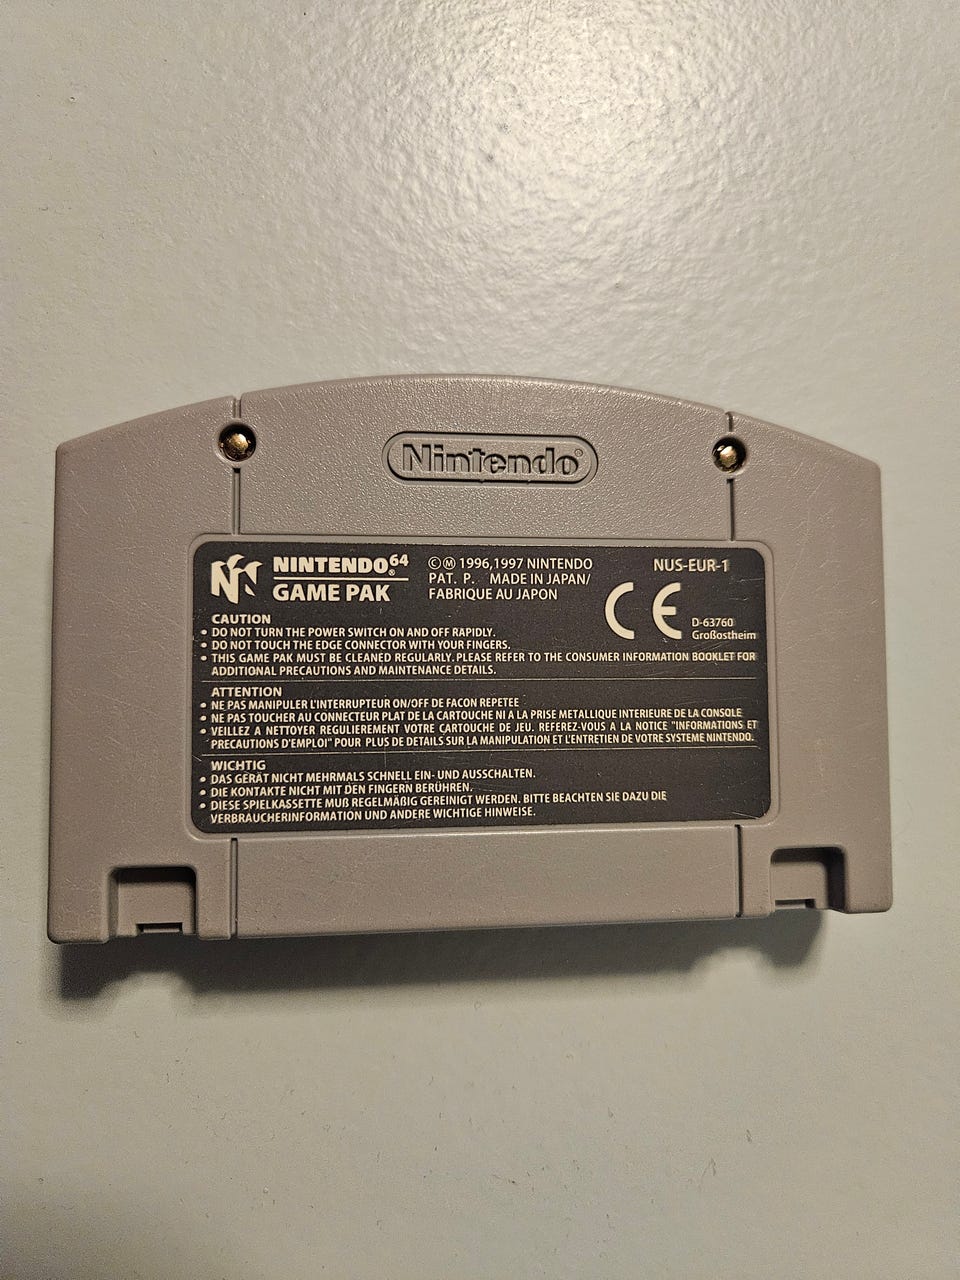 Nintendo®
NINTENDO 64®
GAME PAK
©Ⓜ 1996,1997 NINTENDO
PAT. P. MADE IN JAPAN/
FABRIQUE AU JAPON
NUS-EUR-1
CE
D-63760
Großostheim
CAUTION
• DO NOT TURN THE POWER SWITCH ON AND OFF RAPIDLY.
• DO NOT TOUCH THE EDGE CONNECTOR WITH YOUR FINGERS.
• THIS GAME PAK MUST BE CLEANED REGULARLY. PLEASE REFER TO THE CONSUMER INFORMATION BOOKLET FOR
ADDITIONAL PRECAUTIONS AND MAINTENANCE DETAILS.
ATTENTION
• NE PAS MANIPULER L'INTERRUPTEUR ON/OFF DE FACON REPETEE
• NE PAS TOUCHER AU CONNECTEUR PLAT DE LA CARTOUCHE NI A LA PRISE METALLIQUE INTERIEURE DE LA CONSOLE
• VEILLEZ A NETTOYER REGULIEREMENT VOTRE CARTOUCHE DE JEU. REFEREZ-VOUS A LA NOTICE "INFORMATIONS ET
PRECAUTIONS D'EMPLOI" POUR PLUS DE DETAILS SUR LA MANIPULATION ET L'ENTRETIEN DE VOTRE SYSTEME NINTENDO.
WICHTIG
• DAS GERÄT NICHT MEHRMALS SCHNELL EIN- UND AUSSCHALTEN.
• DIE KONTAKTE NICHT MIT DEN FINGERN BERÜHREN.
• DIESE SPIELKASSETTE MUß REGELMÄßIG GEREINIGT WERDEN. BITTE BEACHTEN SIE DAZU DIE
VERBRAUCHERINFORMATION UND ANDERE WICHTIGE HINWEISE.